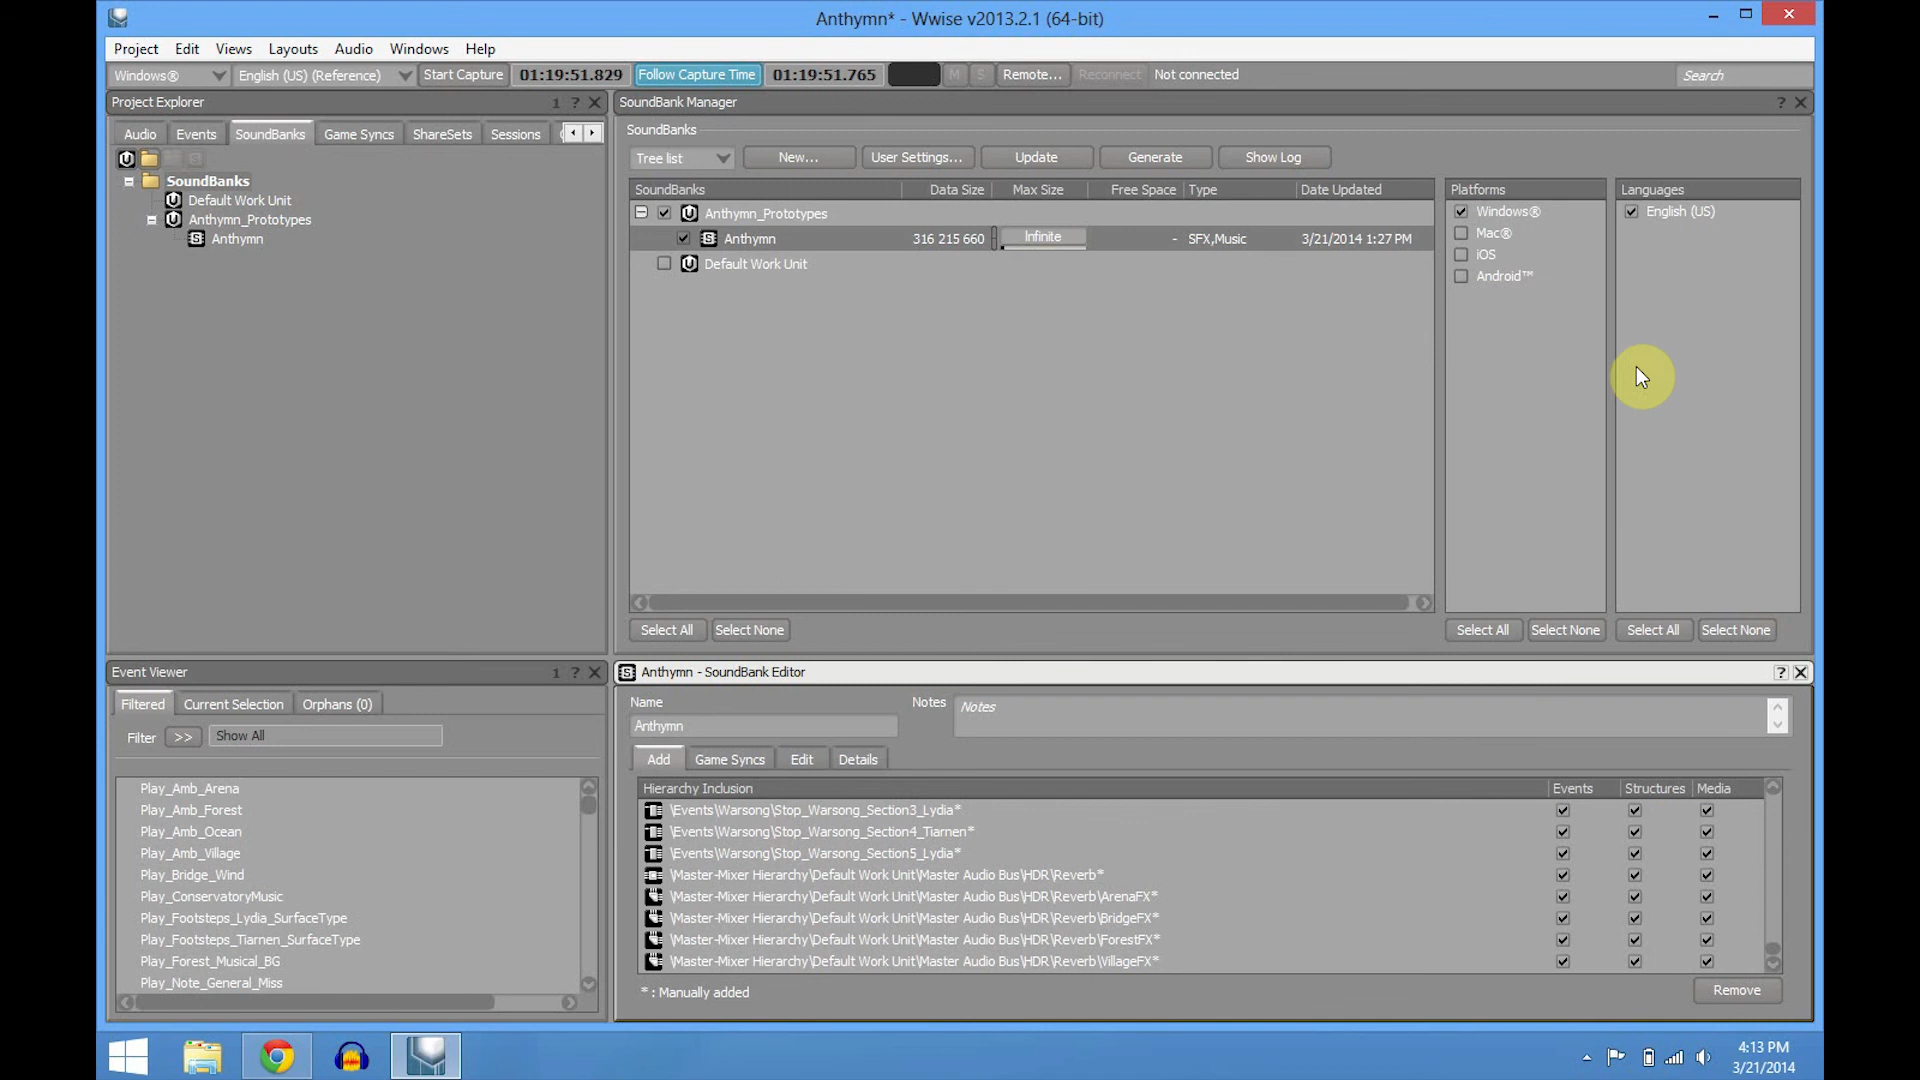 Anthymn* - Wwise v2013.2.1 (64-bit)
Project Edit Views Layouts Audio Windows Help
Windows® English (US) (Reference) Start Capture 01:19:51.829 Follow Capture Time 01:19:51.765 M S Remote... Reconnect Not connected Search
Project Explorer 1 ?
Audio Events SoundBanks Game Syncs ShareSets Sessions
SoundBanks
Default Work Unit
Anthymn_Prototypes
Anthymn
SoundBank Manager ?
SoundBanks
Tree list New... User Settings... Update Generate Show Log
SoundBanks Data Size Max Size Free Space Type Date Updated
Anthymn_Prototypes
Anthymn 316 215 660 Infinite - SFX,Music 3/21/2014 1:27 PM
Default Work Unit
Select All Select None
Platforms
Windows®
Mac®
iOS
Android™
Select All Select None
Languages
English (US)
Select All Select None
Event Viewer 1 ?
Filtered Current Selection Orphans (0)
Filter >> Show All
Play_Amb_Arena
Play_Amb_Forest
Play_Amb_Ocean
Play_Amb_Village
Play_Bridge_Wind
Play_ConservatoryMusic
Play_Footsteps_Lydia_SurfaceType
Play_Footsteps_Tiarnen_SurfaceType
Play_Forest_Musical_BG
Play_Note_General_Miss
Anthymn - SoundBank Editor ?
Name Notes Notes
Anthymn
Add Game Syncs Edit Details
Hierarchy Inclusion Events Structures Media
\Events\Warsong\Stop_Warsong_Section3_Lydia*
\Events\Warsong\Stop_Warsong_Section4_Tiarnen*
\Events\Warsong\Stop_Warsong_Section5_Lydia*
\Master-Mixer Hierarchy\Default Work Unit\Master Audio Bus\HDR\Reverb*
\Master-Mixer Hierarchy\Default Work Unit\Master Audio Bus\HDR\Reverb\ArenaFX*
\Master-Mixer Hierarchy\Default Work Unit\Master Audio Bus\HDR\Reverb\BridgeFX*
\Master-Mixer Hierarchy\Default Work Unit\Master Audio Bus\HDR\Reverb\ForestFX*
\Master-Mixer Hierarchy\Default Work Unit\Master Audio Bus\HDR\Reverb\VillageFX*
* : Manually added Remove
4:13 PM
3/21/2014